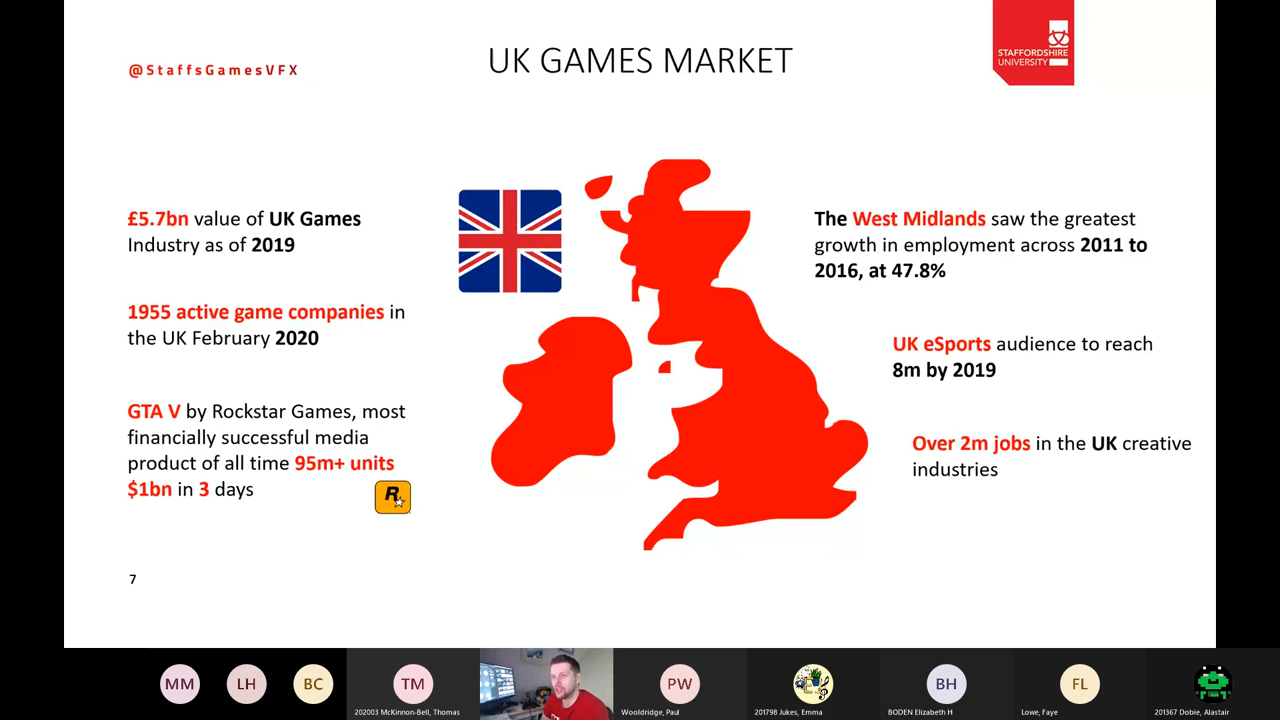 @StaffsGamesVFX
UK GAMES MARKET
STAFFORDSHIRE
UNIVERSITY
£5.7bn value of UK Games
Industry as of 2019
1955 active game companies in
the UK February 2020
GTA V by Rockstar Games, most
financially successful media
product of all time 95m+ units
$1bn in 3 days
R
The West Midlands saw the greatest
growth in employment across 2011 to
2016, at 47.8%
UK eSports audience to reach
8m by 2019
Over 2m jobs in the UK creative
industries
7
MM
LH
BC
TM
PW
BH
FL
202003 McKinnon-Bell, Thomas
Wooldridge, Paul
201798 Jukes, Emma
BODEN Elizabeth H
Lowe, Faye
201367 Dobie, Alastair